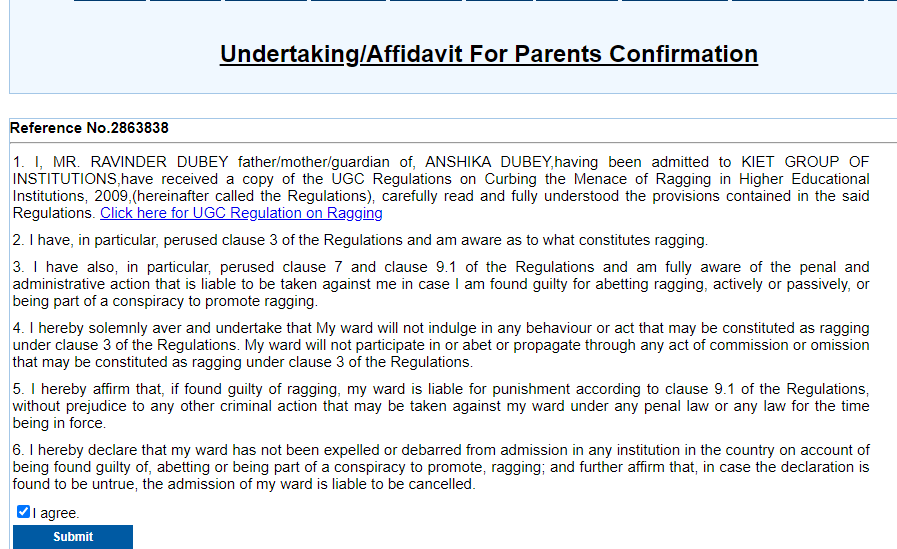 Undertaking/Affidavit For Parents Confirmation
Reference No.2863838
1. I, MR. RAVINDER DUBEY father/mother/guardian of, ANSHIKA DUBEY,having been admitted to KIET GROUP OF
INSTITUTIONS,have received a copy of the UGC Regulations on Curbing the Menace of Ragging in Higher Educational
Institutions, 2009,(hereinafter called the Regulations), carefully read and fully understood the provisions contained in the said
Regulations. Click here for UGC Regulation on Ragging
2. I have, in particular, perused clause 3 of the Regulations and am aware as to what constitutes ragging.
3. I have also, in particular, perused clause 7 and clause 9.1 of the Regulations and am fully aware of the penal and
administrative action that is liable to be taken against me in case I am found guilty for abetting ragging, actively or passively, or
being part of a conspiracy to promote ragging.
4. I hereby solemnly aver and undertake that My ward will not indulge in any behaviour or act that may be constituted as ragging
under clause 3 of the Regulations. My ward will not participate in or abet or propagate through any act of commission or omission
that may be constituted as ragging under clause 3 of the Regulations.
5. I hereby affirm that, if found guilty of ragging, my ward is liable for punishment according to clause 9.1 of the Regulations,
without prejudice to any other criminal action that may be taken against my ward under any penal law or any law for the time
being in force.
6. I hereby declare that my ward has not been expelled or debarred from admission in any institution in the country on account of
being found guilty of, abetting or being part of a conspiracy to promote, ragging; and further affirm that, in case the declaration is
found to be untrue, the admission of my ward is liable to be cancelled.
I agree.
Submit